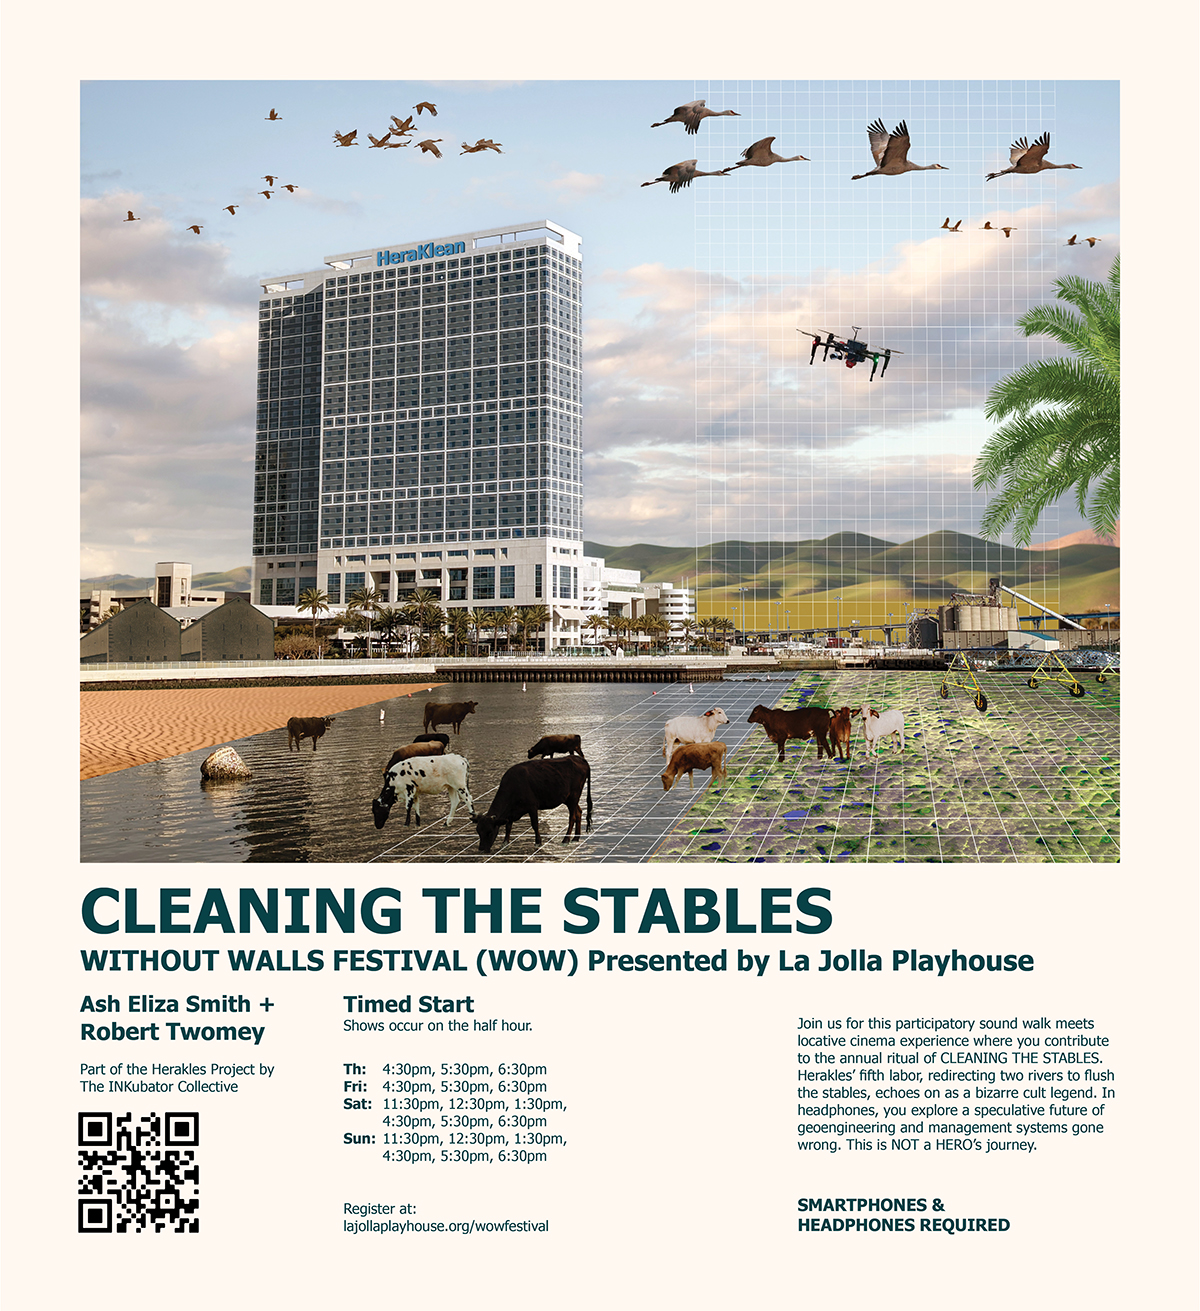 HeraKlean
CLEANING THE STABLES
WITHOUT WALLS FESTIVAL (WOW) Presented by La Jolla Playhouse
Ash Eliza Smith +
Robert Twomey
Part of the Herakles Project by
The INKubator Collective
Timed Start
Shows occur on the half hour.
Th: 4:30pm, 5:30pm, 6:30pm
Fri: 4:30pm, 5:30pm, 6:30pm
Sat: 11:30pm, 12:30pm, 1:30pm,
4:30pm, 5:30pm, 6:30pm
Sun: 11:30pm, 12:30pm, 1:30pm,
4:30pm, 5:30pm, 6:30pm
Register at:
lajollaplayhouse.org/wowfestival
Join us for this participatory sound walk meets
locative cinema experience where you contribute
to the annual ritual of CLEANING THE STABLES.
Herakles’ fifth labor, redirecting two rivers to flush
the stables, echoes on as a bizarre cult legend. In
headphones, you explore a speculative future of
geoengineering and management systems gone
wrong. This is NOT a HERO’s journey.
SMARTPHONES &
HEADPHONES REQUIRED